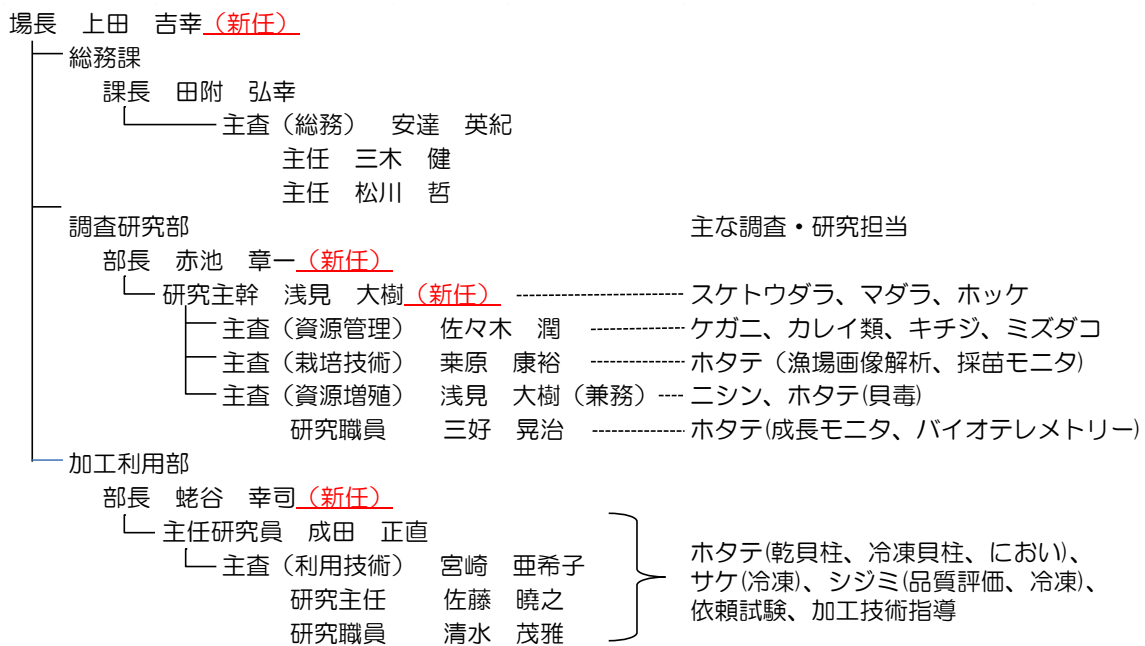 場長　上田　吉幸（新任）
総務課
課長　田附　弘幸
主査（総務）　安達　英紀
主任　三木　健
主任　松川　哲
調査研究部　主な調査・研究担当
部長　赤池　章一（新任）
研究主幹　浅見　大樹（新任）　スケトウダラ、マダラ、ホッケ
主査（資源管理）　佐々木　潤　ケガニ、カレイ類、キチジ、ミズダコ
主査（栽培技術）　桒原　康裕　ホタテ（漁場画像解析、採苗モニタ)
主査（資源増殖）　浅見　大樹（兼務）　ニシン、ホタテ(貝毒)
研究職員　三好　晃治　ホタテ(成長モニタ、バイオテレメトリー)
加工利用部
部長　蛯谷　幸司（新任）
主任研究員　成田　正直
主査（利用技術）　宮崎　亜希子
研究主任　佐藤　暁之
研究職員　清水　茂雅
ホタテ(乾貝柱、冷凍貝柱、におい)、
サケ(冷凍)、シジミ(品質評価、冷凍)、
依頼試験、加工技術指導